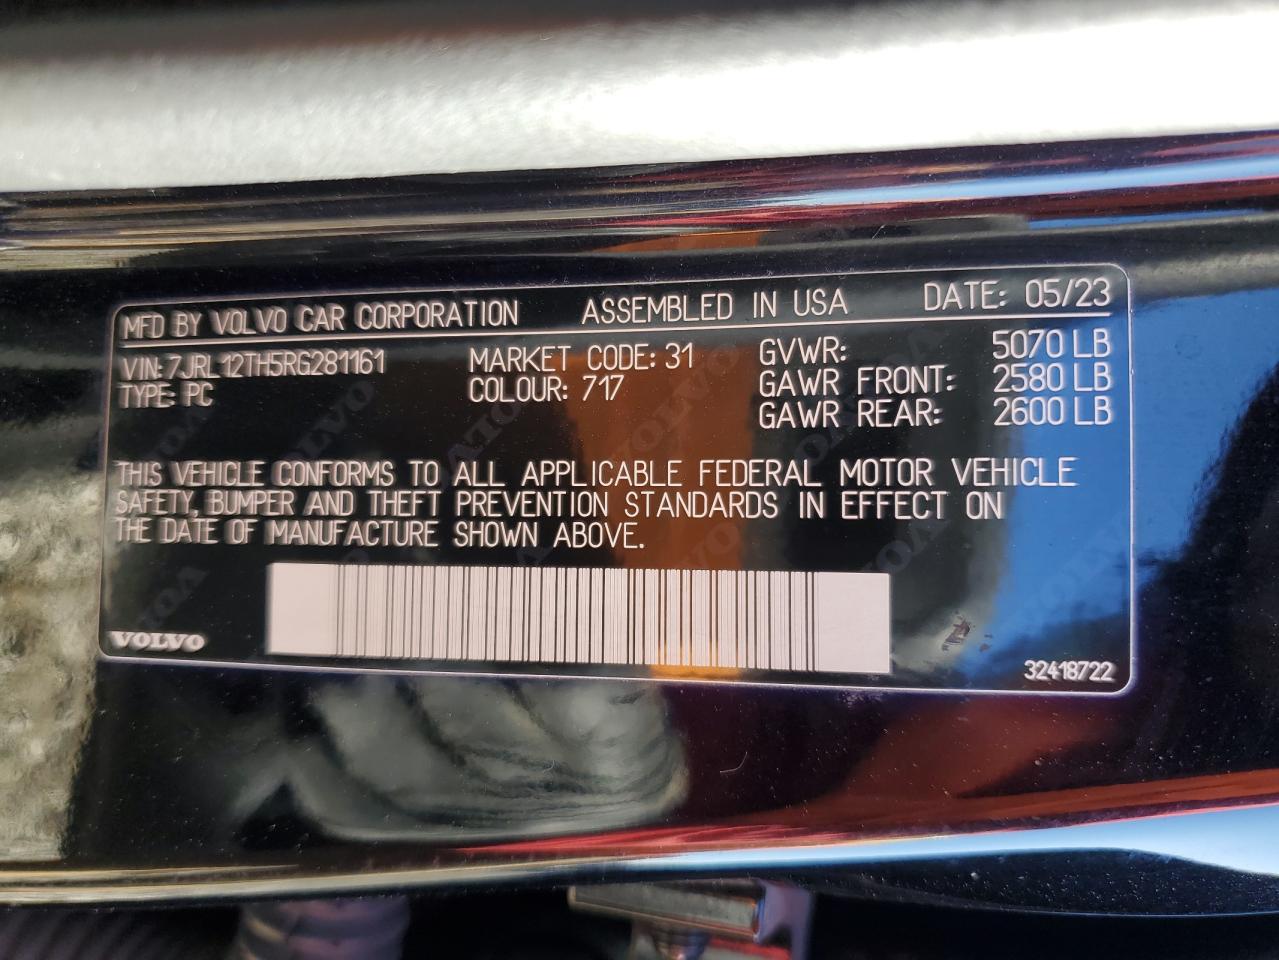 MFD BY VOLVO CAR CORPORATION ASSEMBLED IN USA DATE: 05/23
VIN: 7JRL12TH5RG281161 MARKET CODE: 31 GVWR: 5070 LB
TYPE: PC COLOUR: 717 GAWR FRONT: 2580 LB
GAWR REAR: 2600 LB
THIS VEHICLE CONFORMS TO ALL APPLICABLE FEDERAL MOTOR VEHICLE
SAFETY, BUMPER AND THEFT PREVENTION STANDARDS IN EFFECT ON
THE DATE OF MANUFACTURE SHOWN ABOVE.
VOLVO
32418722